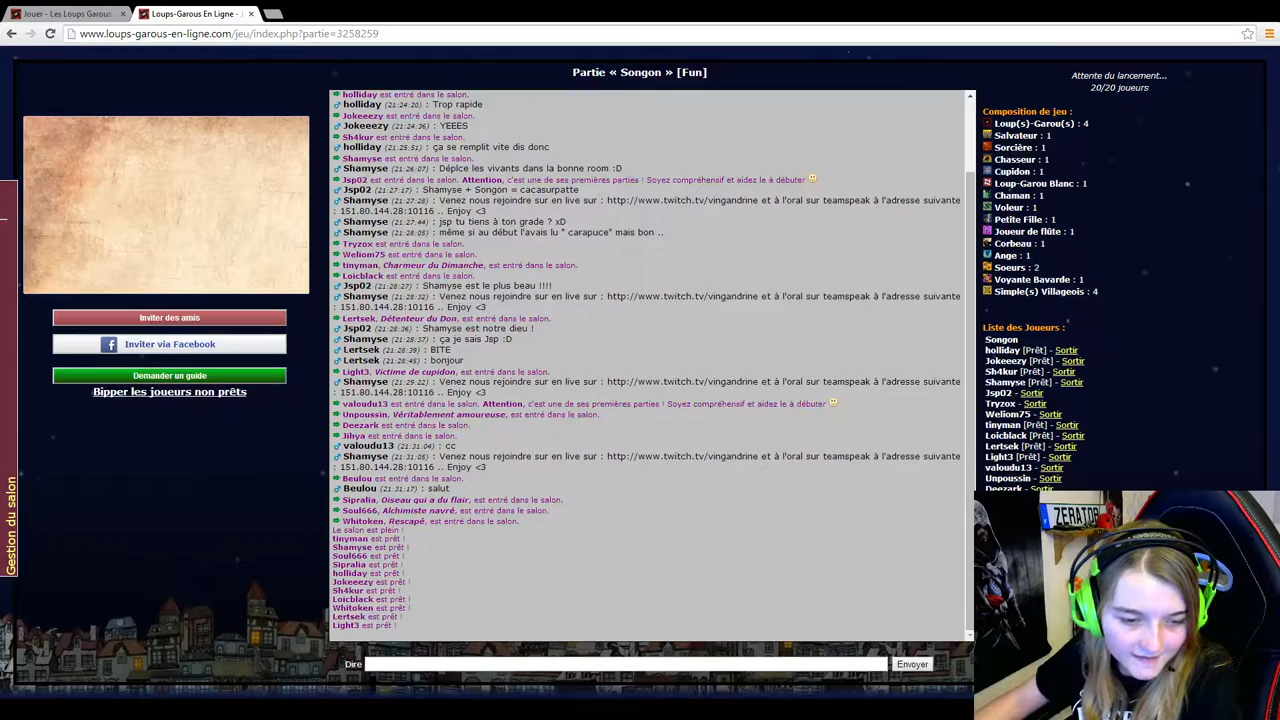 Jouer - Les Loups Garous
Loups-Garous En Ligne - J
www.loups-garous-en-ligne.com/jeu/index.php?partie=3258259
Partie « Songon » [Fun]
Attente du lancement...
20/20 joueurs
Inviter des amis
Inviter via Facebook
Demander un guide
Bipper les joueurs non prêts
Gestion du salon
holliday est entré dans le salon.
holliday (21:24:20) : Trop rapide
Jokeeezy est entré dans le salon.
Jokeeezy (21:24:36) : YEEES
Sh4kur est entré dans le salon.
holliday (21:25:51) : ça se remplit vite dis donc
Shamyse est entré dans le salon.
Shamyse (21:26:07) : Déplce les vivants dans la bonne room :D
Jsp02 est entré dans le salon. Attention, c'est une de ses premières parties ! Soyez compréhensif et aidez le à débuter
Jsp02 (21:27:17) : Shamyse + Songon = cacasurpatte
Shamyse (21:27:28) : Venez nous rejoindre sur en live sur : http://www.twitch.tv/vingandrine et à l'oral sur teamspeak à l'adresse suivante
: 151.80.144.28:10116 .. Enjoy <3
Shamyse (21:27:44) : jsp tu tiens à ton grade ? xD
Shamyse (21:28:05) : même si au début l'avais lu " carapuce" mais bon ..
Tryzox est entré dans le salon.
Weliom75 est entré dans le salon.
tinyman, Charmeur du Dimanche, est entré dans le salon.
Loicblack est entré dans le salon.
Jsp02 (21:28:27) : Shamyse est le plus beau !!!!
Shamyse (21:28:32) : Venez nous rejoindre sur en live sur : http://www.twitch.tv/vingandrine et à l'oral sur teamspeak à l'adresse suivante
: 151.80.144.28:10116 .. Enjoy <3
Lertsek, Détenteur du Don, est entré dans le salon.
Jsp02 (21:28:36) : Shamyse est notre dieu !
Shamyse (21:28:37) : ça je sais Jsp :D
Lertsek (21:28:39) : BITE
Lertsek (21:28:45) : bonjour
Light3, Victime de cupidon, est entré dans le salon.
Shamyse (21:29:22) : Venez nous rejoindre sur en live sur : http://www.twitch.tv/vingandrine et à l'oral sur teamspeak à l'adresse suivante
: 151.80.144.28:10116 .. Enjoy <3
valoudu13 est entré dans le salon. Attention, c'est une de ses premières parties ! Soyez compréhensif et aidez le à débuter
Unpoussin, Véritablement amoureuse, est entré dans le salon.
Deezark est entré dans le salon.
Jihya est entré dans le salon.
valoudu13 (21:31:04) : cc
Shamyse (21:31:05) : Venez nous rejoindre sur en live sur : http://www.twitch.tv/vingandrine et à l'oral sur teamspeak à l'adresse suivante
: 151.80.144.28:10116 .. Enjoy <3
Beulou est entré dans le salon.
Beulou (21:31:17) : salut
Sipralia, Oiseau qui a du flair, est entré dans le salon.
Soul666, Alchimiste navré, est entré dans le salon.
Whitoken, Rescapé, est entré dans le salon.
Le salon est plein !
tinyman est prêt !
Shamyse est prêt !
Soul666 est prêt !
Sipralia est prêt !
holliday est prêt !
Jokeeezy est prêt !
Sh4kur est prêt !
Loicblack est prêt !
Whitoken est prêt !
Lertsek est prêt !
Light3 est prêt !
Dire
Envoyer
Composition de jeu :
Loup(s)-Garou(s) : 4
Salvateur : 1
Sorcière : 1
Chasseur : 1
Cupidon : 1
Loup-Garou Blanc : 1
Chaman : 1
Voleur : 1
Petite Fille : 1
Joueur de flûte : 1
Corbeau : 1
Ange : 1
Soeurs : 2
Voyante Bavarde : 1
Simple(s) Villageois : 4
Liste des Joueurs :
Songon
holliday [Prêt] - Sortir
Jokeeezy [Prêt] - Sortir
Sh4kur [Prêt] - Sortir
Shamyse [Prêt] - Sortir
Jsp02 - Sortir
Tryzox - Sortir
Weliom75 - Sortir
tinyman [Prêt] - Sortir
Loicblack [Prêt] - Sortir
Lertsek [Prêt] - Sortir
Light3 [Prêt] - Sortir
valoudu13 - Sortir
Unpoussin - Sortir
Deezark - Sortir
ZERATOR